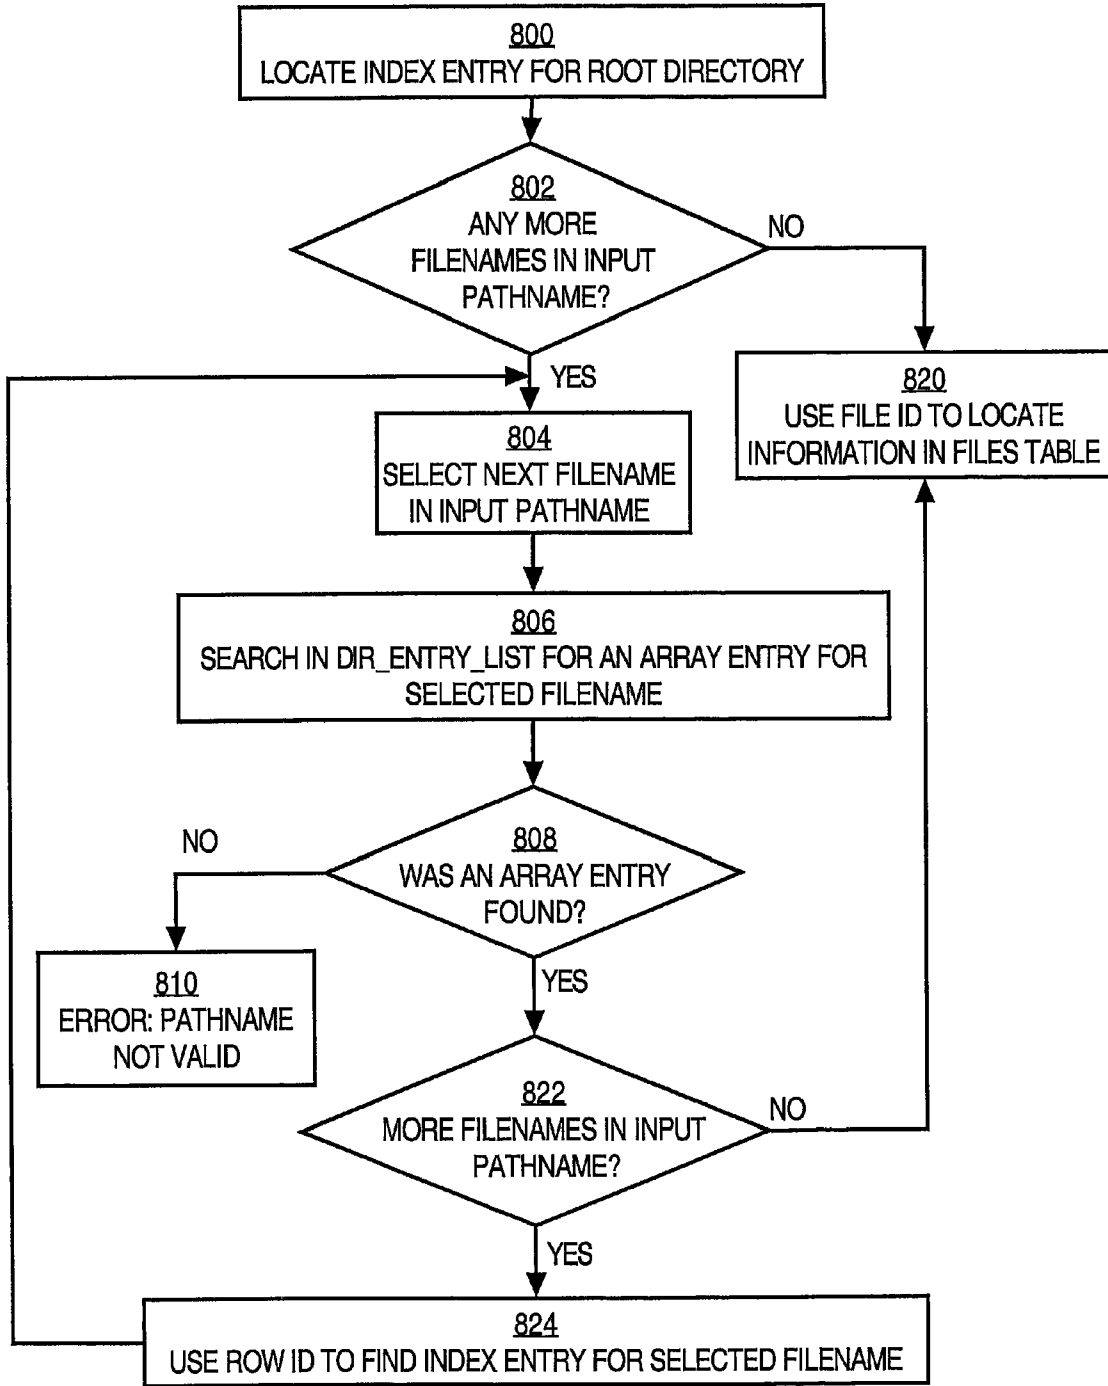 800
LOCATE INDEX ENTRY FOR ROOT DIRECTORY
802
ANY MORE
FILENAMES IN INPUT
PATHNAME?
NO
YES
820
USE FILE ID TO LOCATE
INFORMATION IN FILES TABLE
804
SELECT NEXT FILENAME
IN INPUT PATHNAME
806
SEARCH IN DIR_ENTRY_LIST FOR AN ARRAY ENTRY FOR
SELECTED FILENAME
808
WAS AN ARRAY ENTRY
FOUND?
NO
YES
810
ERROR: PATHNAME
NOT VALID
822
MORE FILENAMES IN INPUT
PATHNAME?
NO
YES
824
USE ROW ID TO FIND INDEX ENTRY FOR SELECTED FILENAME